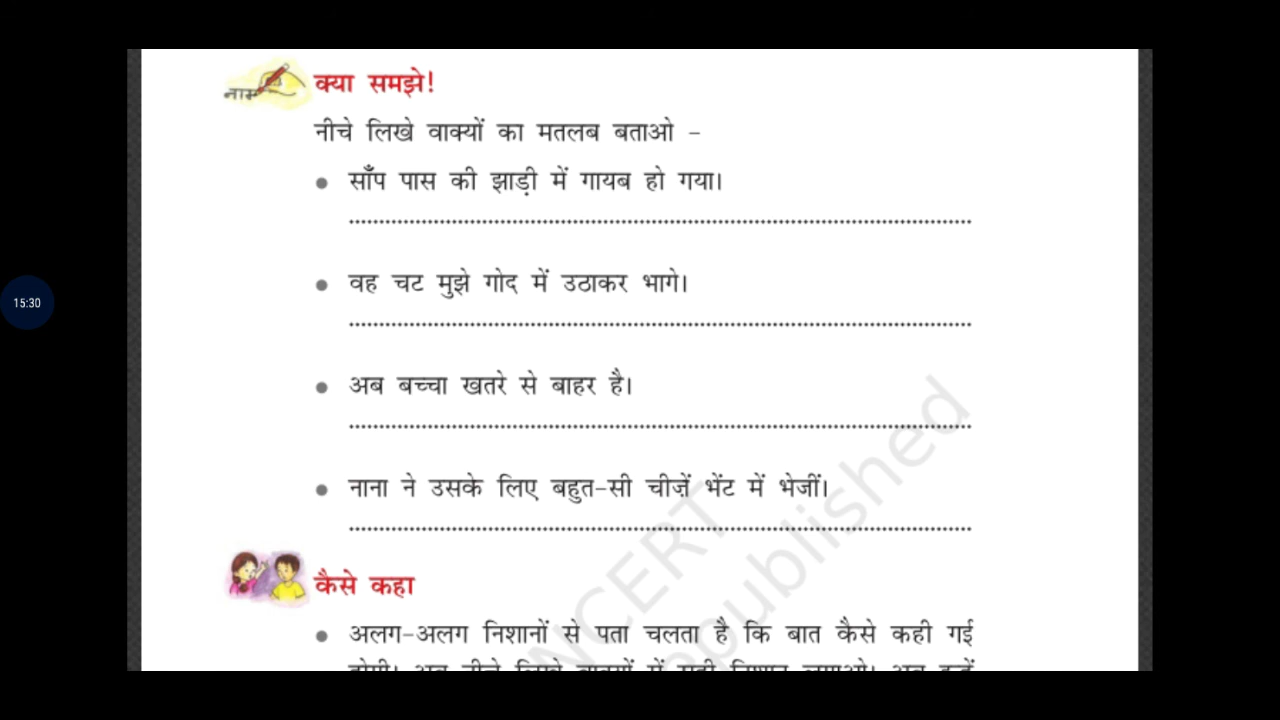 नाम
क्या समझे!
नीचे लिखे वाक्यों का मतलब बताओ –
• साँप पास की झाड़ी में गायब हो गया।
15:30
• वह चट मुझे गोद में उठाकर भागे।
• अब बच्चा खतरे से बाहर है।
• नाना ने उसके लिए बहुत-सी चीज़ें भेंट में भेजीं।
NCERT
कैसे कहा
• अलग-अलग निशानों से पता चलता है कि बात कैसे कही गई